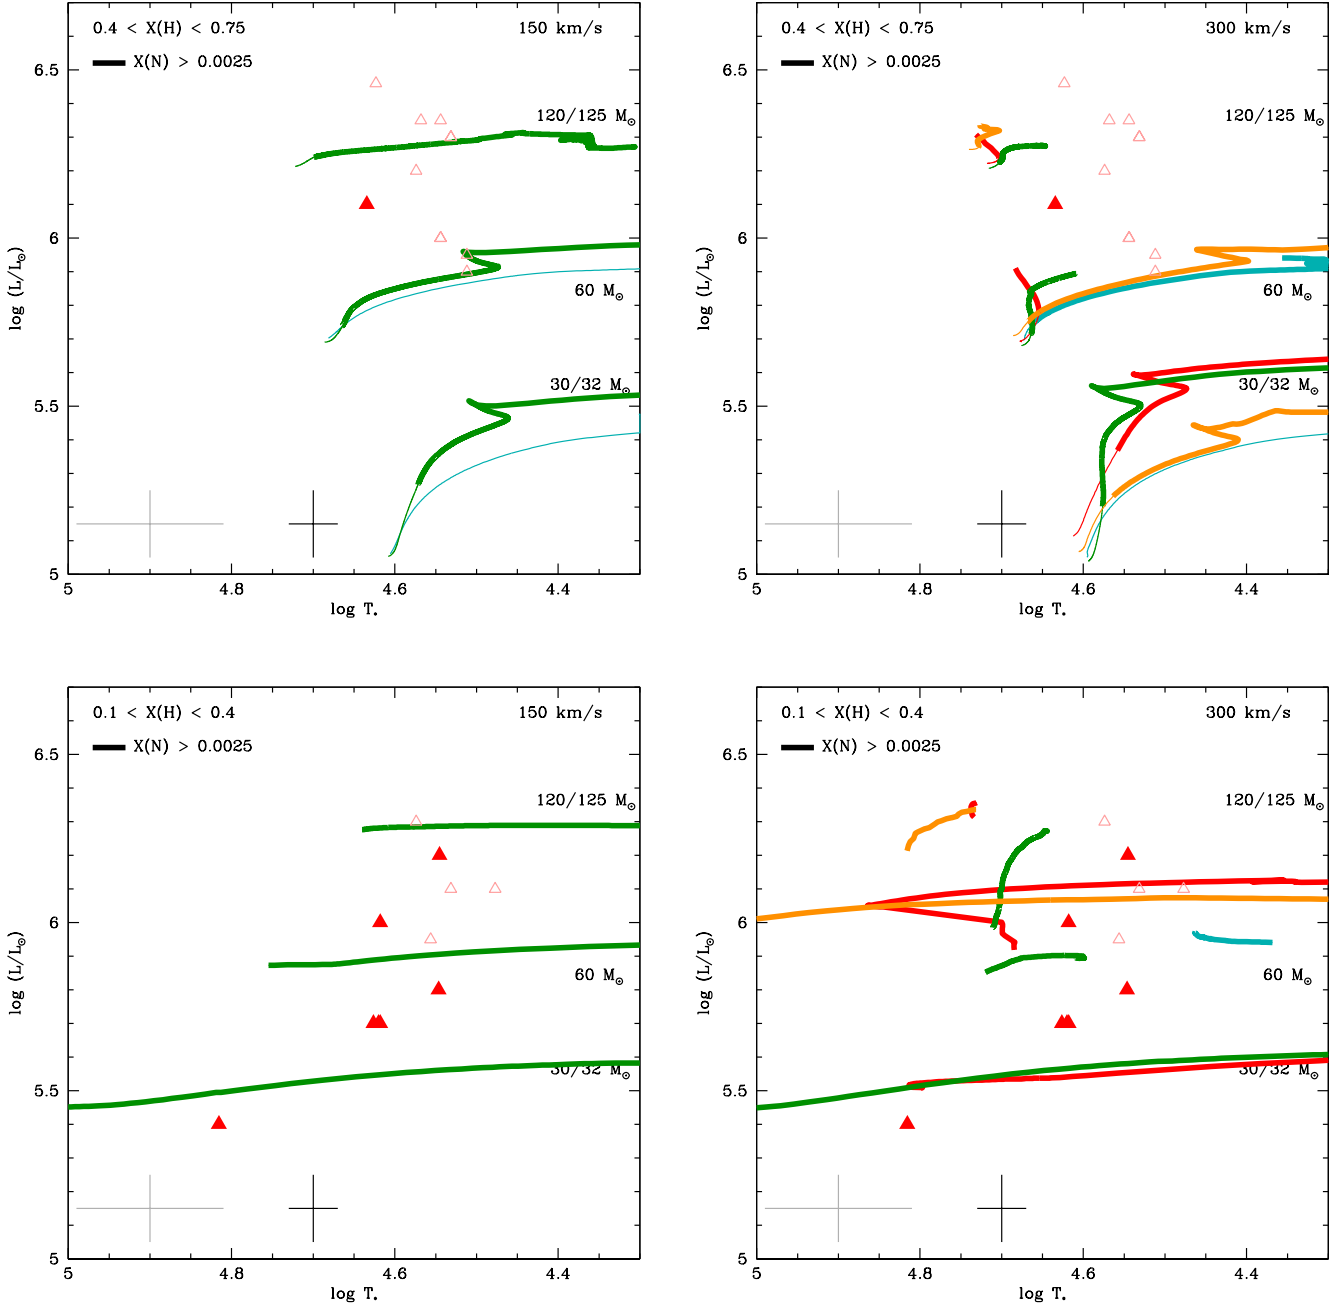 0.4 < X(H) < 0.75
150 km/s
X(N) > 0.0025
6.5
120/125 M⊙
6
log (L/L⊙)
60 M⊙
5.5
30/32 M⊙
5
5
4.8
4.6
4.4
log T*
0.4 < X(H) < 0.75
300 km/s
X(N) > 0.0025
6.5
120/125 M⊙
6
log (L/L⊙)
60 M⊙
5.5
30/32 M⊙
5
5
4.8
4.6
4.4
log T*
0.1 < X(H) < 0.4
150 km/s
X(N) > 0.0025
6.5
120/125 M⊙
6
log (L/L⊙)
60 M⊙
5.5
30/32 M⊙
5
5
4.8
4.6
4.4
log T*
0.1 < X(H) < 0.4
300 km/s
X(N) > 0.0025
6.5
120/125 M⊙
6
log (L/L⊙)
60 M⊙
5.5
30/32 M⊙
5
5
4.8
4.6
4.4
log T*